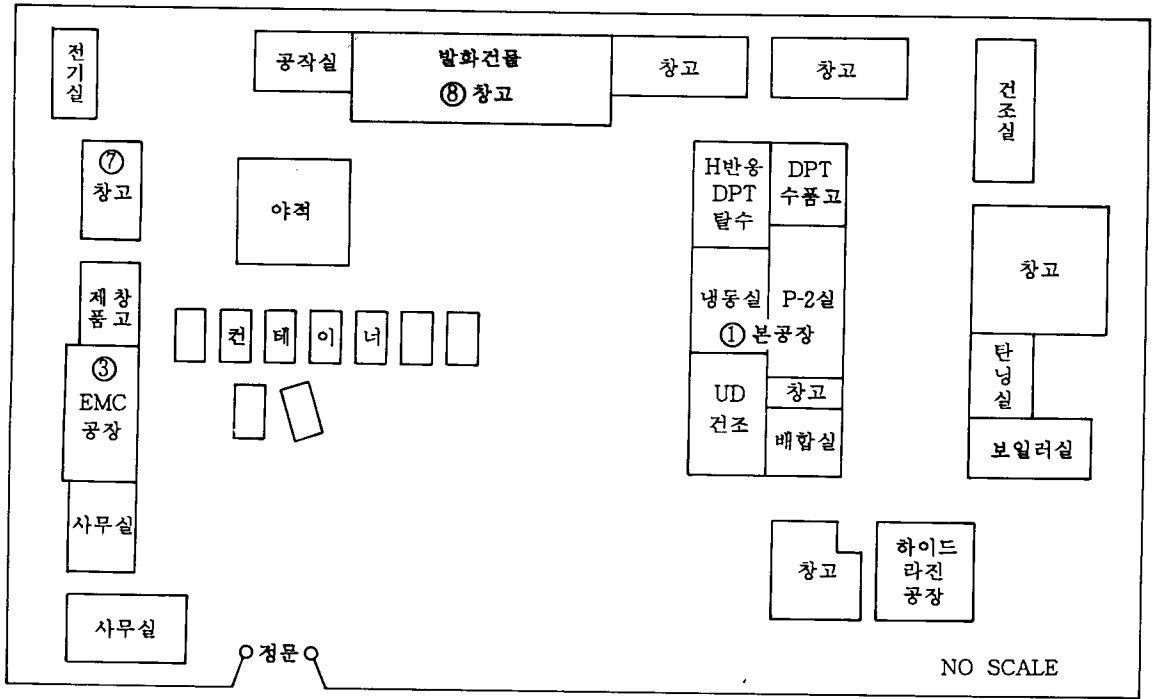 전기실
공작실
발화건물
⑧ 창고
창고
창고
건조실
⑦
창고
야적
H반응
DPT
탈수
DPT
수품고
창고
제창
품고
컨 테 이 너
냉동실
P-2실
① 본공장
③
EMC
공장
UD
건조
창고
배합실
탄닝실
보일러실
사무실
창고
하이드
라진
공장
사무실
정문
NO SCALE